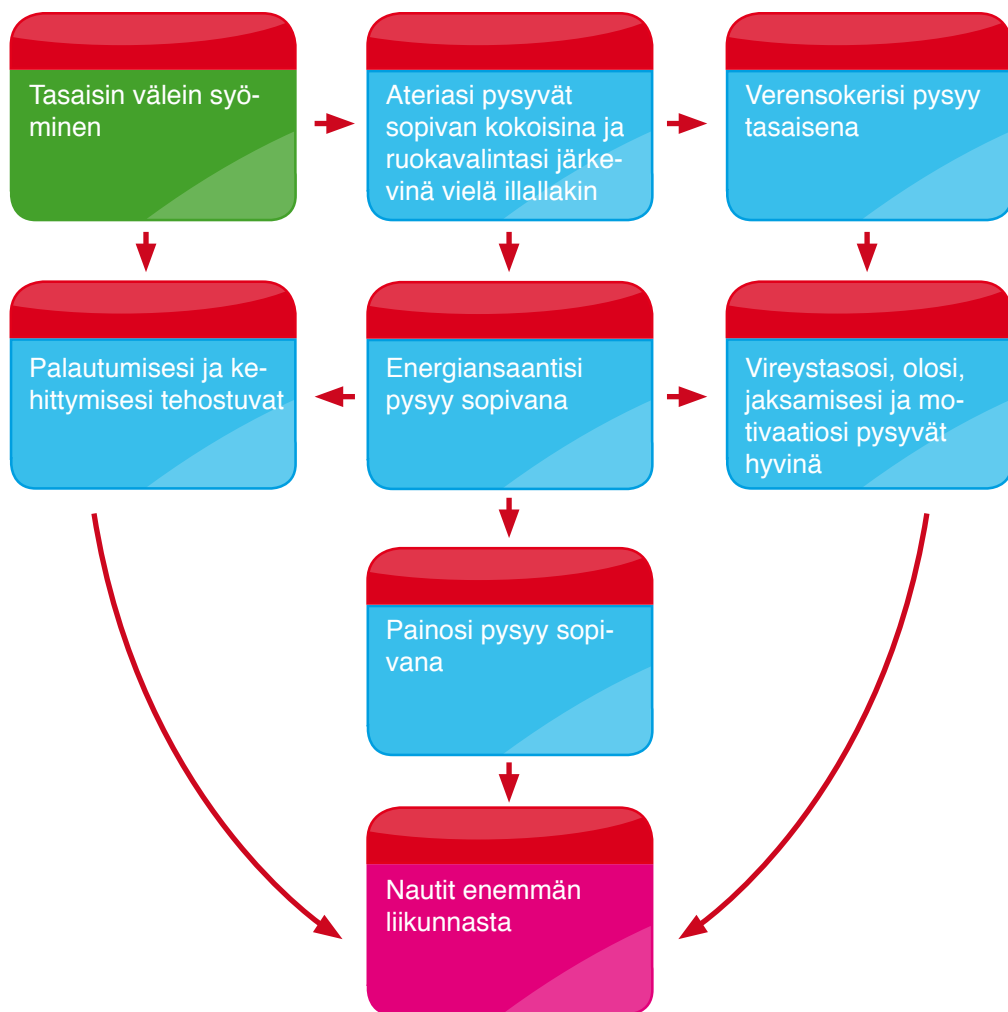 Tasaisin välein syö-
minen
Ateriasi pysyvät
sopivan kokoisina ja
ruokavalintasi järke-
vinä vielä illallakin
Verensokerisi pysyy
tasaisena
Palautumisesi ja ke-
hittymisesi tehostuvat
Energiansaantisi
pysyy sopivana
Vireystasosi, olosi,
jaksamisesi ja mo-
tivaatiosi pysyvät
hyvinä
Painosi pysyy sopi-
vana
Nautit enemmän
liikunnasta